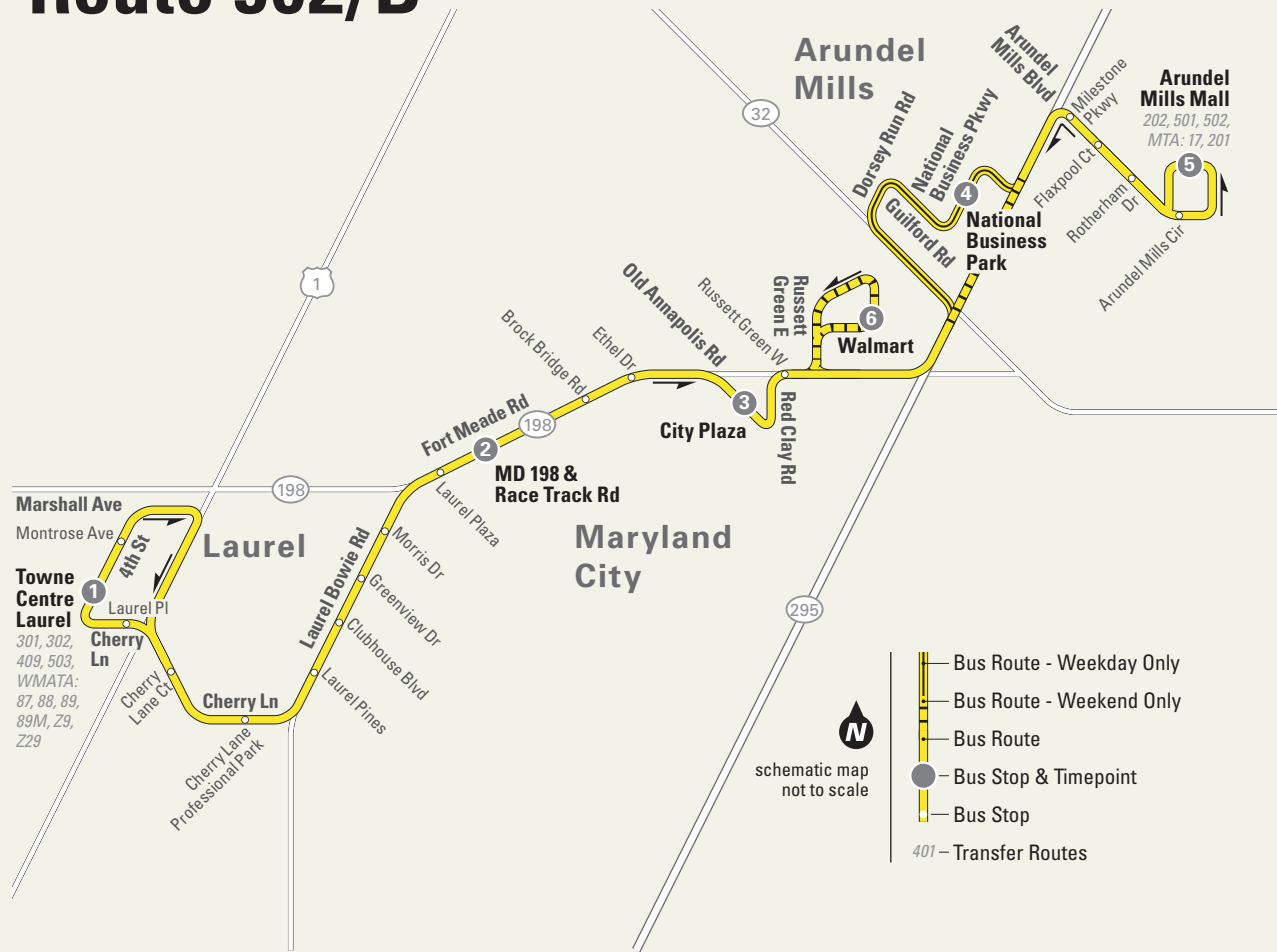 Route 502/B
Arundel
Mills
Arundel
Mills Blvd
Milestone
Pkwy
Arundel
Mills Mall
202, 501, 502,
MTA: 17, 201
5
32
Dorsey Run Rd
National
Business Pkwy
Flaxpool Ct
Rotherham
Dr
Arundel Mills Cir
4
Guilford Rd
National
Business
Park
1
Old Annapolis Rd
Russett Green W
Russett
Green E
6
Walmart
Brock Bridge Rd
Ethel Dr
3
City Plaza
Red Clay Rd
Fort Meade Rd
198
2
MD 198 &
Race Track Rd
198
Laurel Plaza
Marshall Ave
Montrose Ave
4th St
Laurel
Maryland
City
Laurel Bowie Rd
Morris Dr
Greenview Dr
Clubhouse Blvd
Laurel Pines
Towne
Centre
Laurel
1
Laurel Pl
Cherry
Ln
301, 302,
409, 503,
WMATA:
87, 88, 89,
89M, Z9,
Z29
Cherry
Lane Ct
Cherry Ln
Cherry Lane
Professional Park
295
N
schematic map
not to scale
Bus Route - Weekday Only
Bus Route - Weekend Only
Bus Route
Bus Stop & Timepoint
Bus Stop
401 Transfer Routes